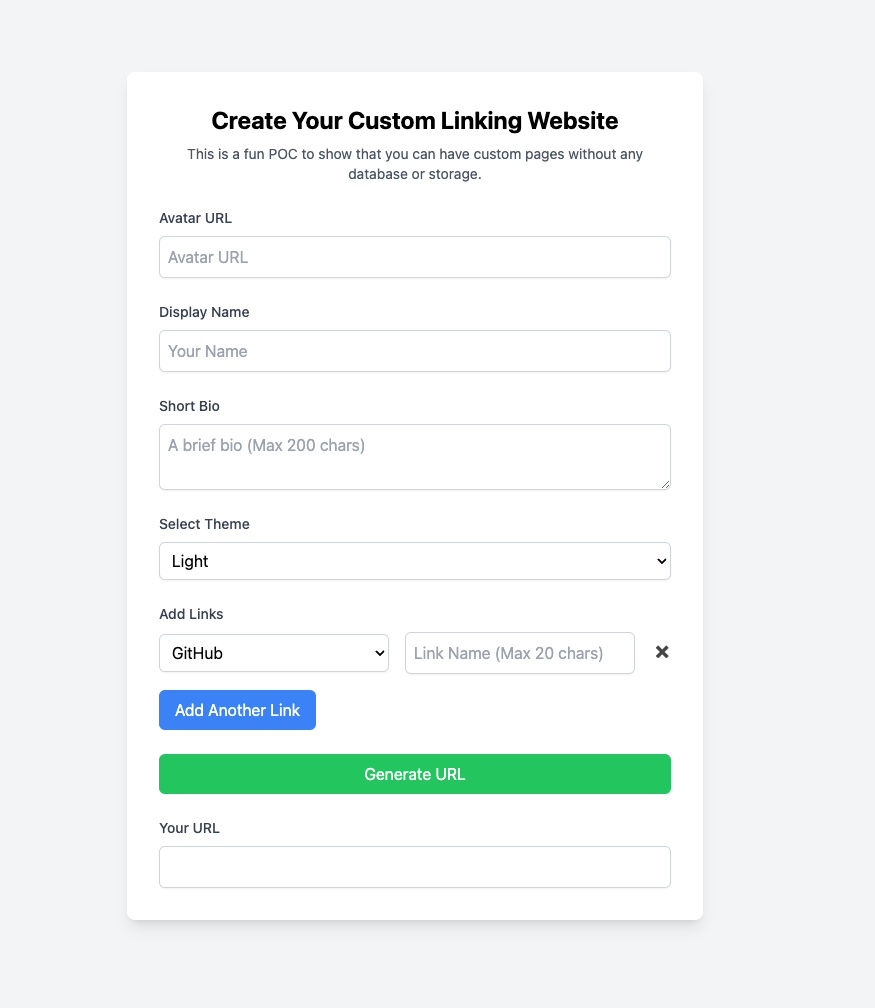 Create Your Custom Linking Website
This is a fun POC to show that you can have custom pages without any
database or storage.
Avatar URL
Avatar URL
Display Name
Your Name
Short Bio
A brief bio (Max 200 chars)
Select Theme
Light
Add Links
GitHub Link Name (Max 20 chars) ✖
Add Another Link
Generate URL
Your URL